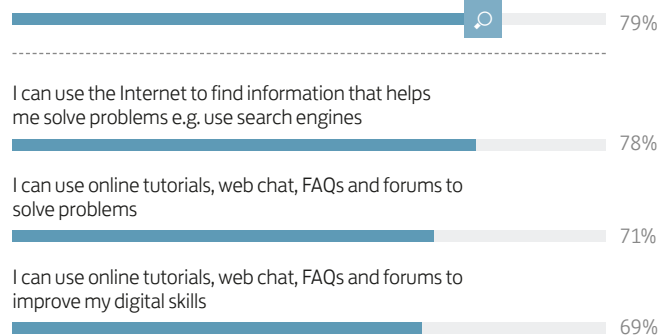 79%
I can use the Internet to find information that helps
me solve problems e.g. use search engines
78%
I can use online tutorials, web chat, FAQs and forums to
solve problems
71%
I can use online tutorials, web chat, FAQs and forums to
improve my digital skills
69%